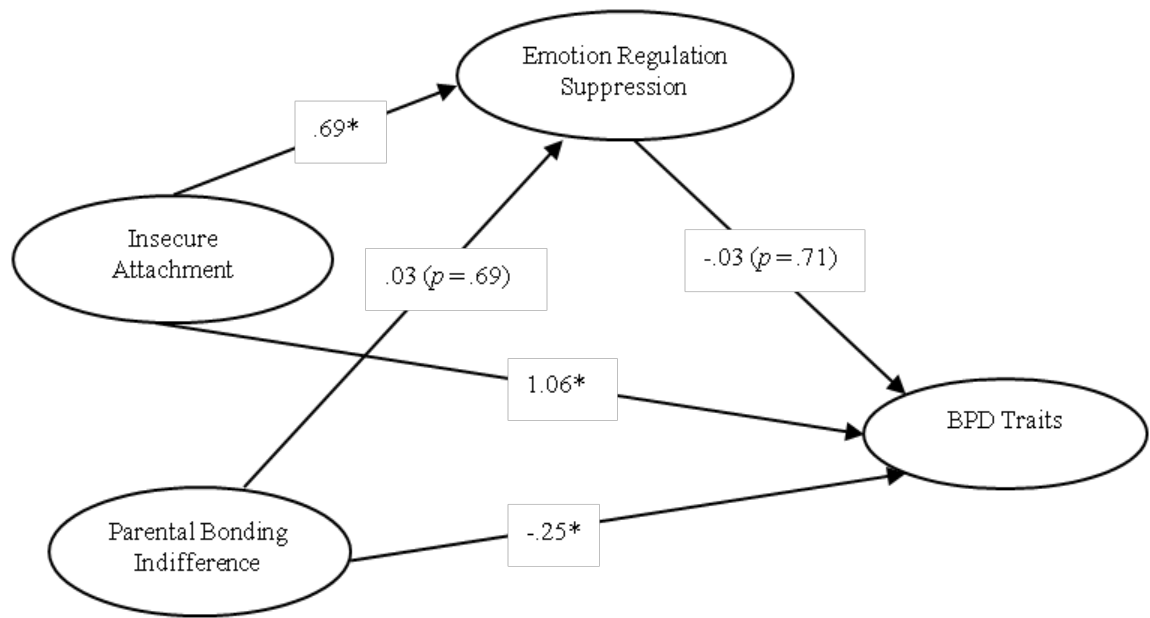 Emotion Regulation
Suppression
.69*
Insecure
Attachment
.03 (p=.69)
-.03 (p=.71)
1.06*
BPD Traits
Parental Bonding
Indifference
-.25*